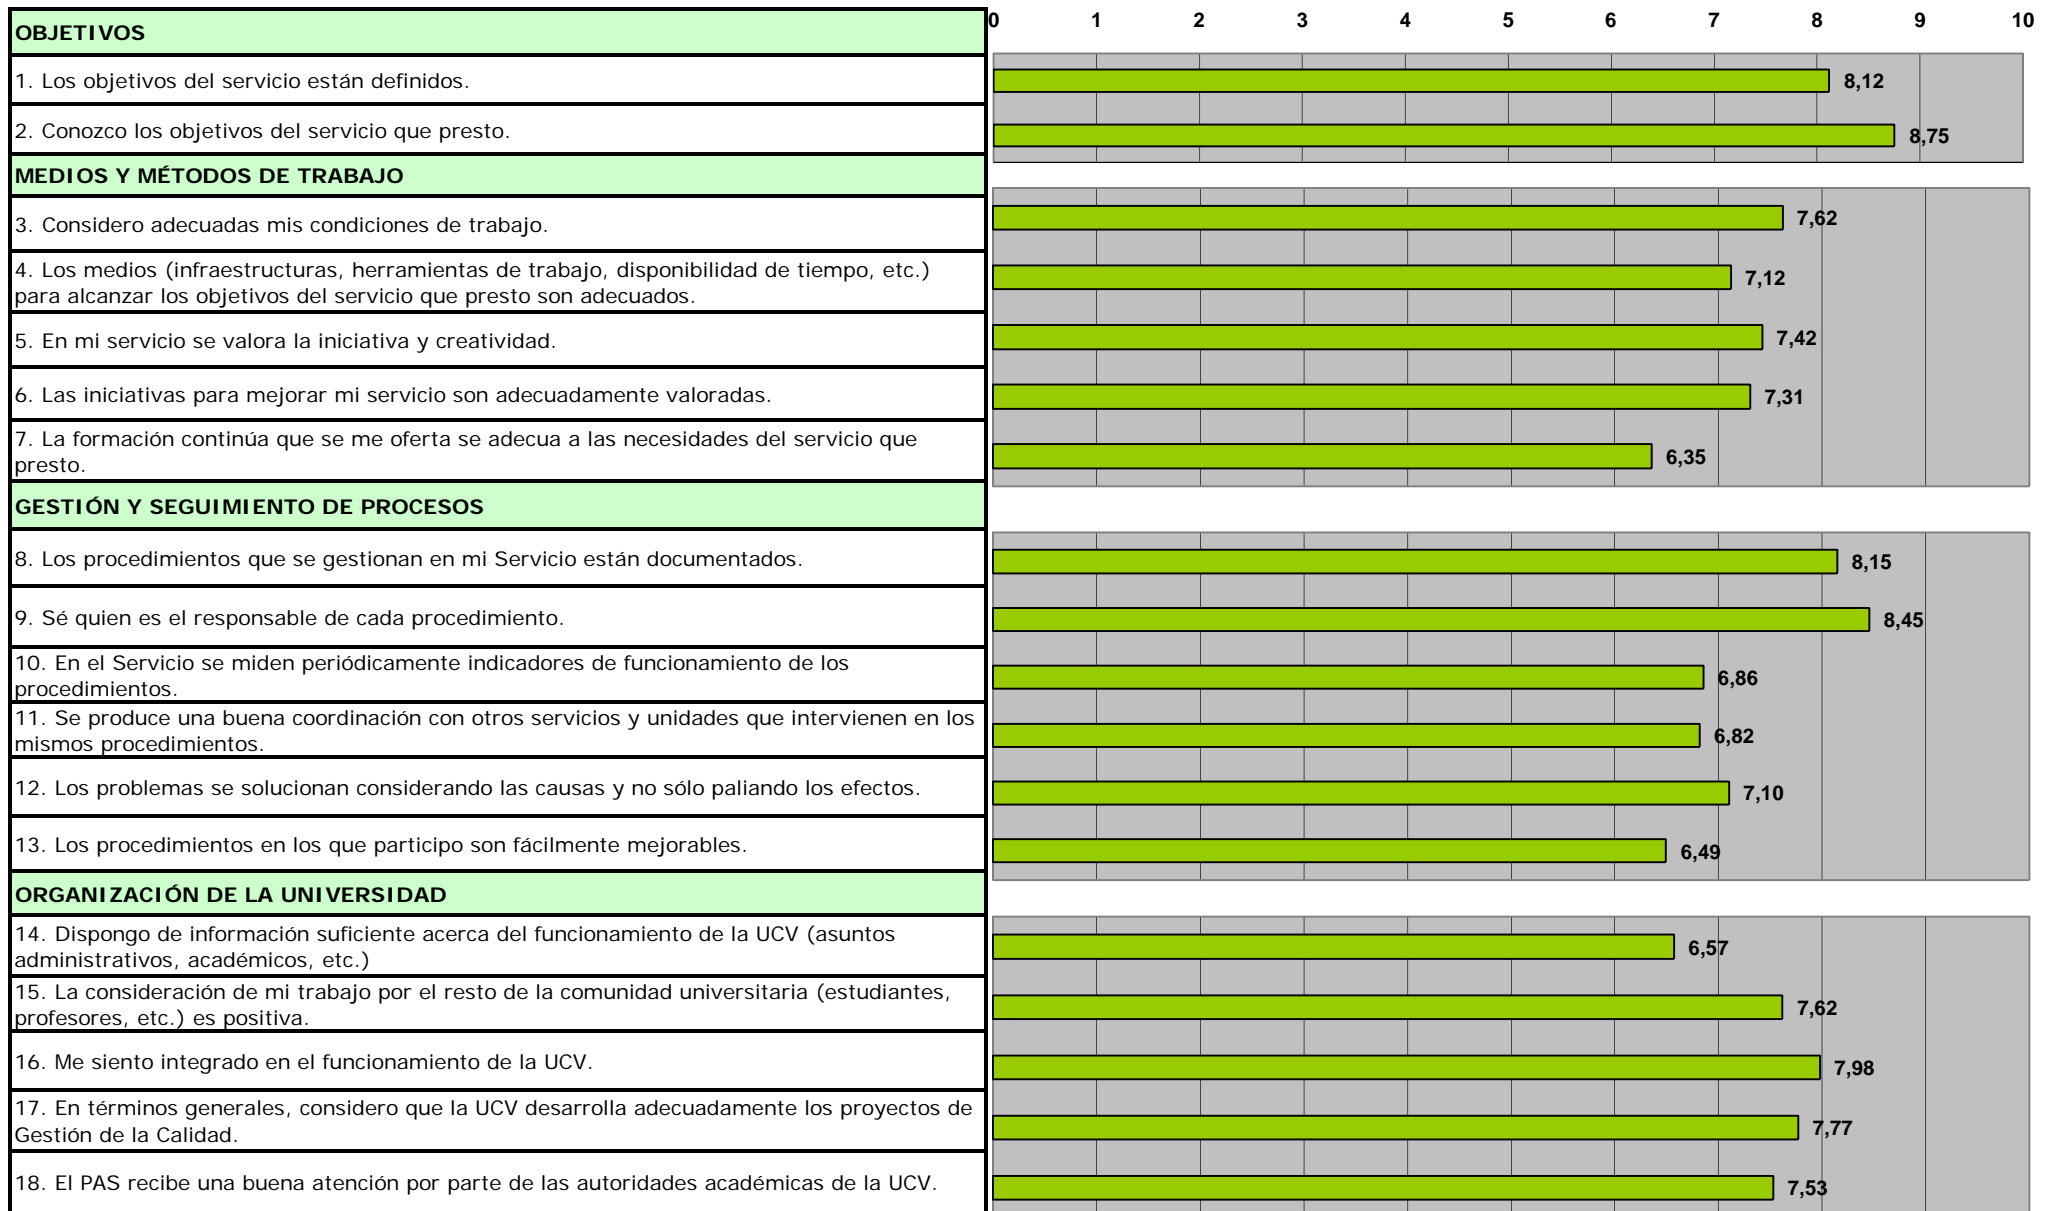 OBJETIVOS
0 1 2 3 4 5 6 7 8 9 10
1. Los objetivos del servicio están definidos.
8,12
2. Conozco los objetivos del servicio que presto.
8,75
MEDIOS Y MÉTODOS DE TRABAJO
3. Considero adecuadas mis condiciones de trabajo.
7,62
4. Los medios (infraestructuras, herramientas de trabajo, disponibilidad de tiempo, etc.)
para alcanzar los objetivos del servicio que presto son adecuados.
7,12
5. En mi servicio se valora la iniciativa y creatividad.
7,42
6. Las iniciativas para mejorar mi servicio son adecuadamente valoradas.
7,31
7. La formación continúa que se me oferta se adecua a las necesidades del servicio que
presto.
6,35
GESTIÓN Y SEGUIMIENTO DE PROCESOS
8. Los procedimientos que se gestionan en mi Servicio están documentados.
8,15
9. Sé quien es el responsable de cada procedimiento.
8,45
10. En el Servicio se miden periódicamente indicadores de funcionamiento de los
procedimientos.
6,86
11. Se produce una buena coordinación con otros servicios y unidades que intervienen en los
mismos procedimientos.
6,82
12. Los problemas se solucionan considerando las causas y no sólo paliando los efectos.
7,10
13. Los procedimientos en los que participo son fácilmente mejorables.
6,49
ORGANIZACIÓN DE LA UNIVERSIDAD
14. Dispongo de información suficiente acerca del funcionamiento de la UCV (asuntos
administrativos, académicos, etc.)
6,57
15. La consideración de mi trabajo por el resto de la comunidad universitaria (estudiantes,
profesores, etc.) es positiva.
7,62
16. Me siento integrado en el funcionamiento de la UCV.
7,98
17. En términos generales, considero que la UCV desarrolla adecuadamente los proyectos de
Gestión de la Calidad.
7,77
18. El PAS recibe una buena atención por parte de las autoridades académicas de la UCV.
7,53